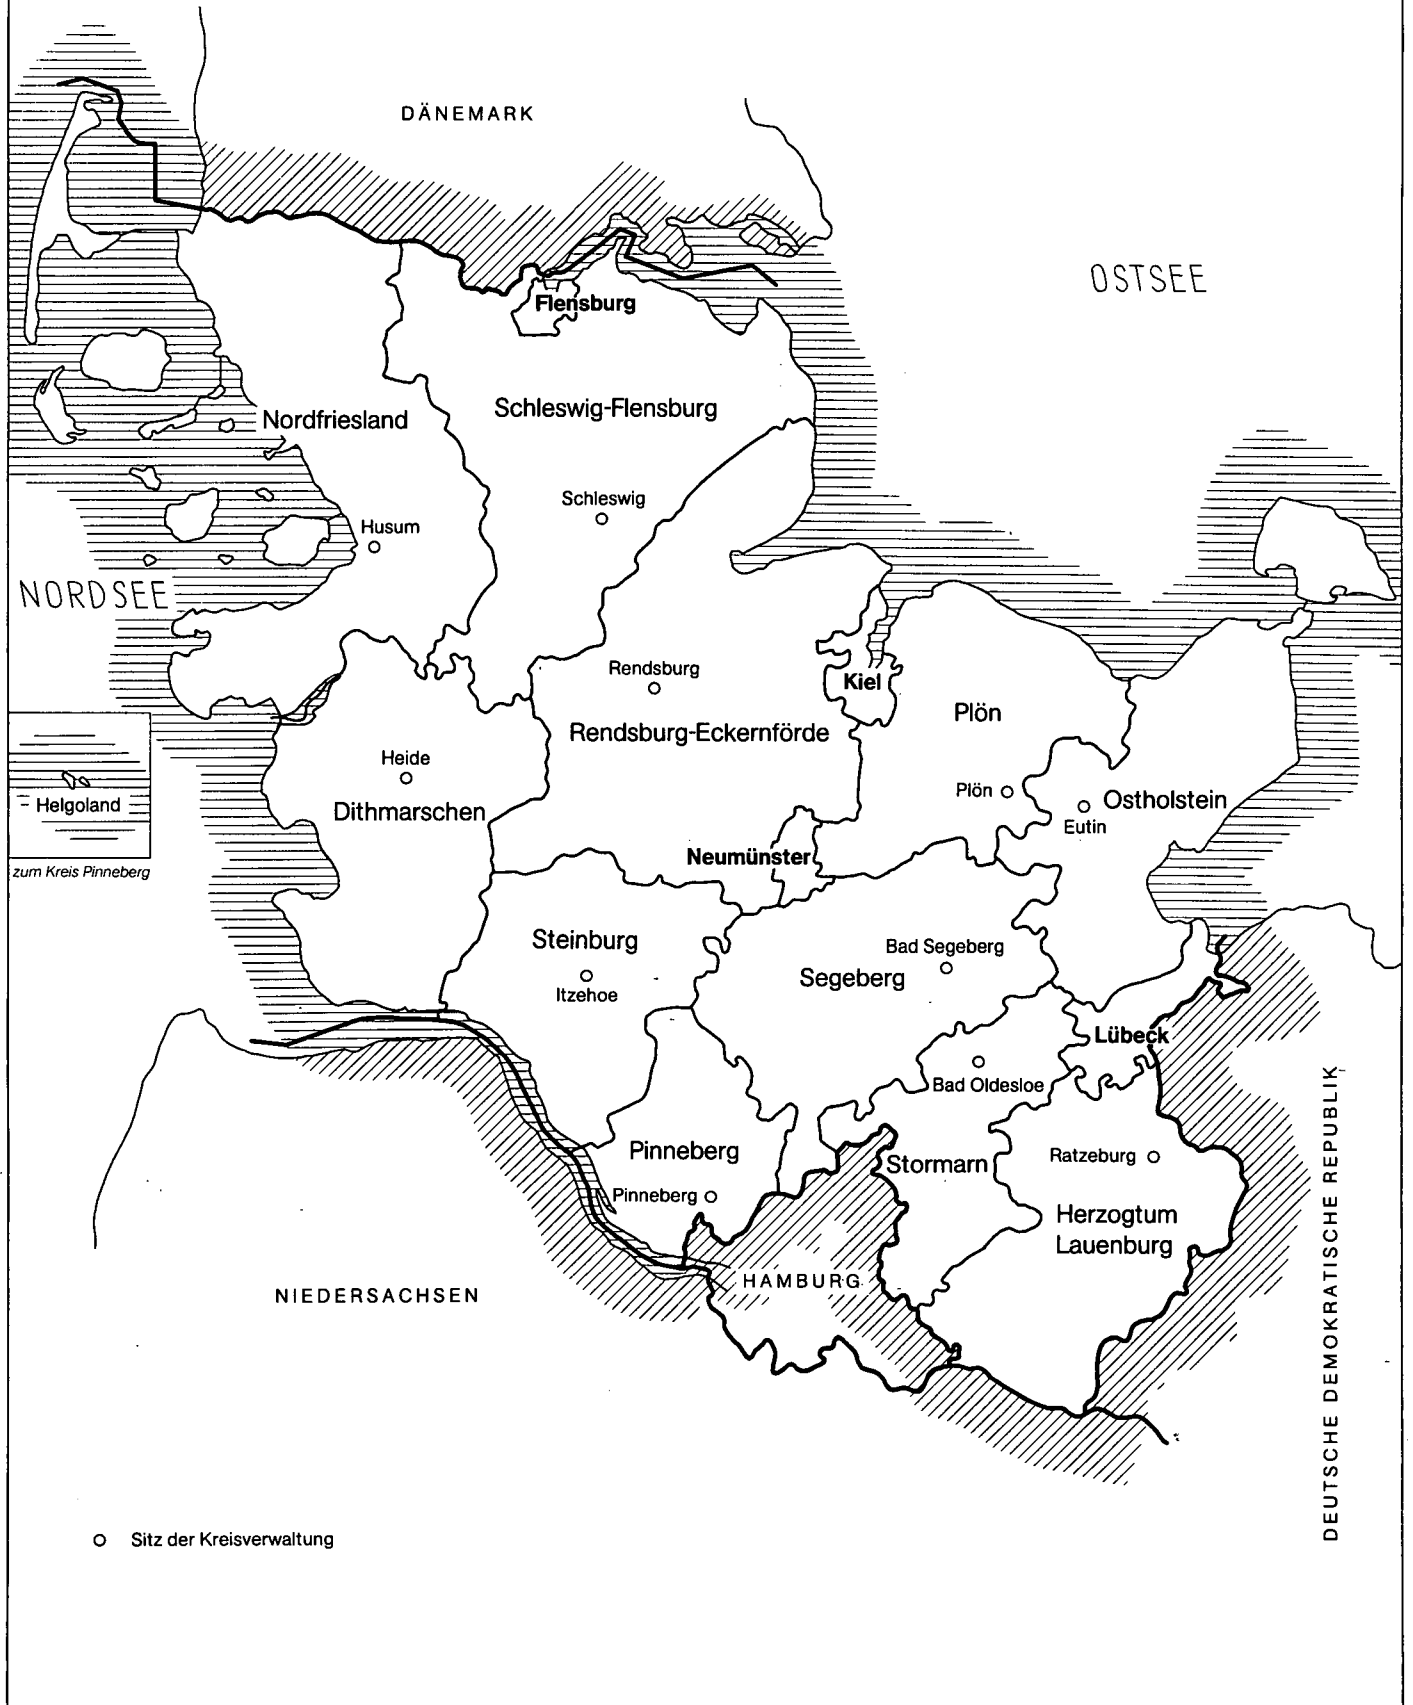 DÄNEMARK
OSTSEE
Flensburg
Schleswig-Flensburg
Nordfriesland
Schleswig
Husum
NORDSEE
Rendsburg
Kiel
Plön
Rendsburg-Eckernförde
Heide
Dithmarschen
Plön
Ostholstein
Eutin
Helgoland
zum Kreis Pinneberg
Neumünster
Steinburg
Itzehoe
Bad Segeberg
Segeberg
Lübeck
Bad Oldesloe
Pinneberg
Stormarn
Ratzeburg
Pinneberg
Herzogtum
Lauenburg
HAMBURG
NIEDERSACHSEN
DEUTSCHE DEMOKRATISCHE REPUBLIK
Sitz der Kreisverwaltung